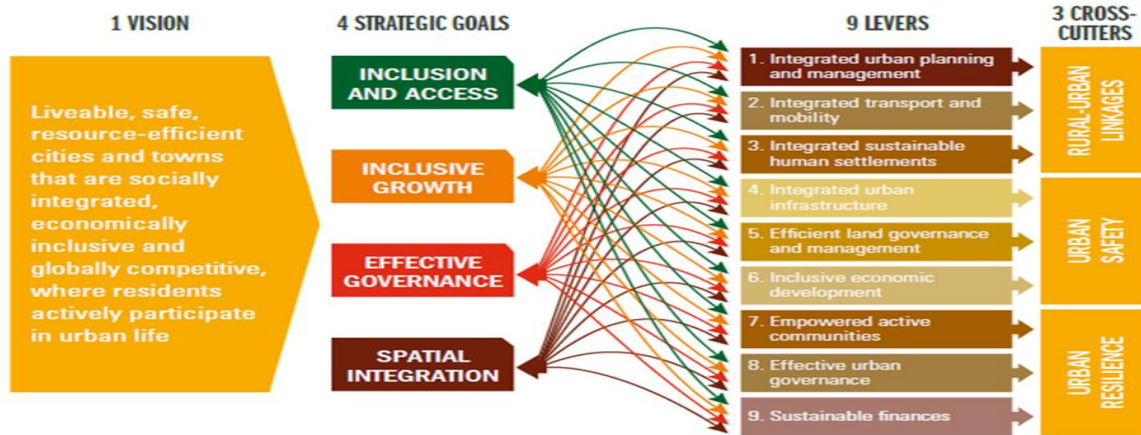 1 VISION
4 STRATEGIC GOALS
9 LEVERS
3 CROSS-
CUTTERS
Liveable, safe,
resource-efficient
cities and towns
that are socially
integrated,
economically
inclusive and
globally competitive,
where residents
actively participate
in urban life
INCLUSION
AND ACCESS
INCLUSIVE
GROWTH
EFFECTIVE
GOVERNANCE
SPATIAL
INTEGRATION
1. Integrated urban planning
and management
2. Integrated transport and
mobility
3. Integrated sustainable
human settlements
4. Integrated urban
infrastructure
5. Efficient land governance
and management
6. Inclusive economic
development
7. Empowered active
communities
8. Effective urban
governance
9. Sustainable finances
RURAL-URBAN
LINKAGES
URBAN
SAFETY
URBAN
RESILIENCE